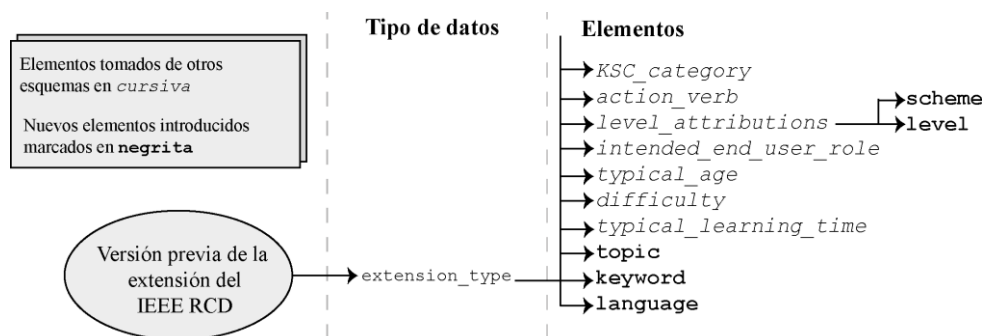 Tipo de datos
Elementos
Elementos tomados de otros
esquemas en cursiva
Nuevos elementos introducidos
marcados en negrita
KSC_category
action_verb
level_attributions
scheme
level
intended_end_user_role
typical_age
difficulty
typical_learning_time
topic
keyword
language
Versión previa de la
extensión del
IEEE RCD
extension_type